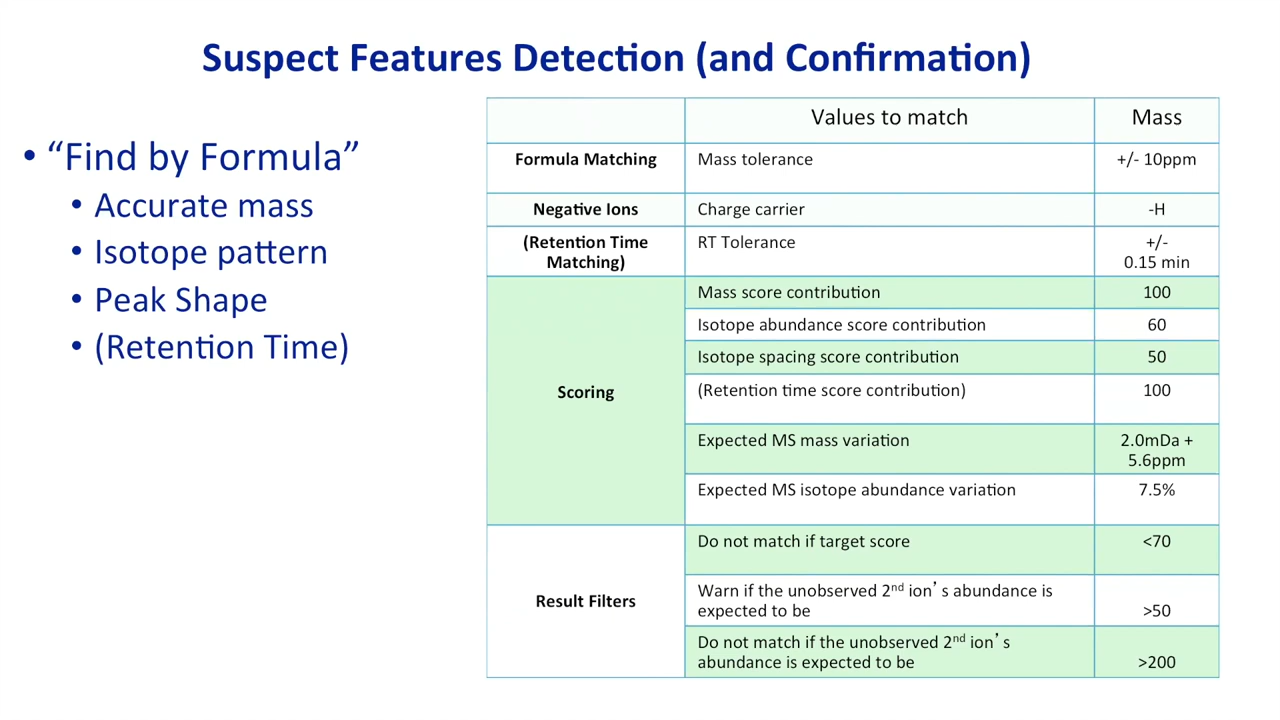 Suspect Features Detection (and Confirmation)
• “Find by Formula”
• Accurate mass
• Isotope pattern
• Peak Shape
• (Retention Time)
Values to match Mass
Formula Matching Mass tolerance +/- 10ppm
Negative Ions Charge carrier -H
(Retention Time Matching) RT Tolerance +/- 0.15 min
Scoring
Mass score contribution 100
Isotope abundance score contribution 60
Isotope spacing score contribution 50
(Retention time score contribution) 100
Expected MS mass variation 2.0mDa + 5.6ppm
Expected MS isotope abundance variation 7.5%
Result Filters
Do not match if target score <70
Warn if the unobserved 2nd ion’s abundance is
expected to be >50
Do not match if the unobserved 2nd ion’s
abundance is expected to be >200